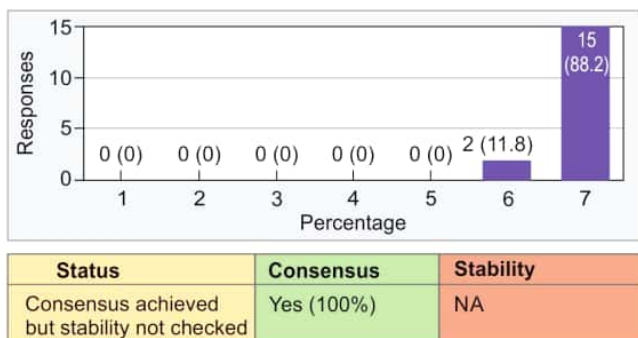 15
15
(88.2)
10
Responses
5
0 (0) 0 (0) 0 (0) 0 (0) 0 (0) 2 (11.8)
0
1 2 3 4 5 6 7
Percentage
Status Consensus Stability
Consensus achieved Yes (100%) NA
but stability not checked